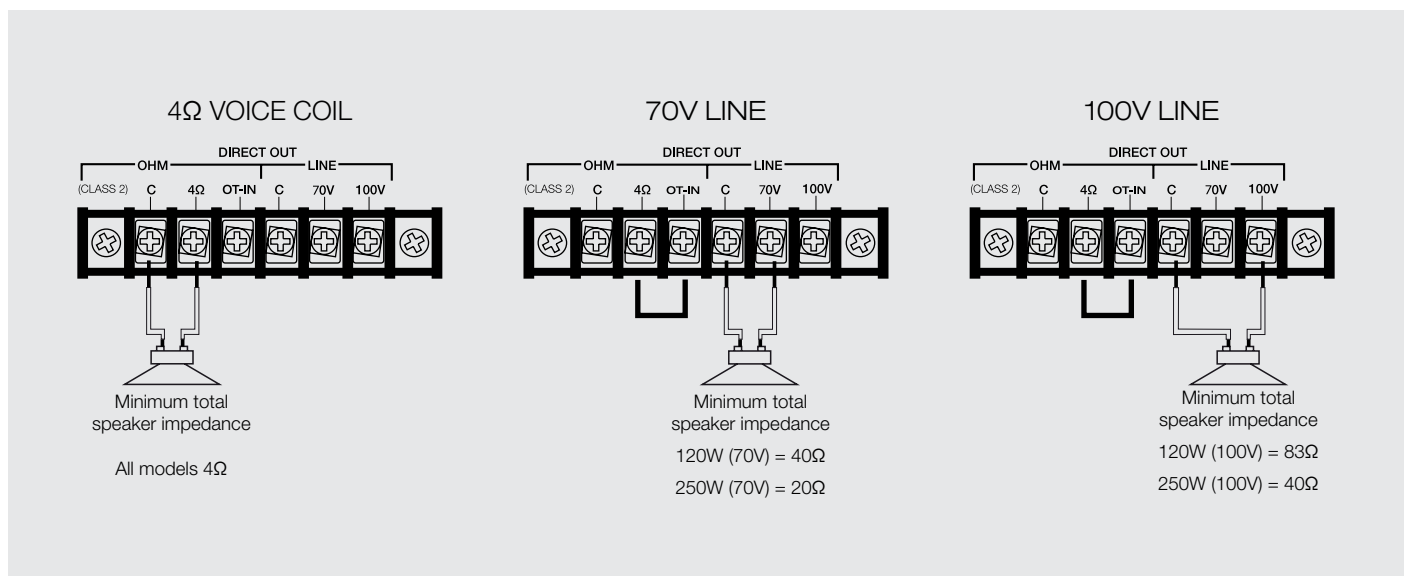 4Ω VOICE COIL
DIRECT OUT
OHM LINE
(CLASS 2) C 4Ω OT-IN C 70V 100V
Minimum total
speaker impedance
All models 4Ω
70V LINE
DIRECT OUT
OHM LINE
(CLASS 2) C 4Ω OT-IN C 70V 100V
Minimum total
speaker impedance
120W (70V) = 40Ω
250W (70V) = 20Ω
100V LINE
DIRECT OUT
OHM LINE
(CLASS 2) C 4Ω OT-IN C 70V 100V
Minimum total
speaker impedance
120W (100V) = 83Ω
250W (100V) = 40Ω